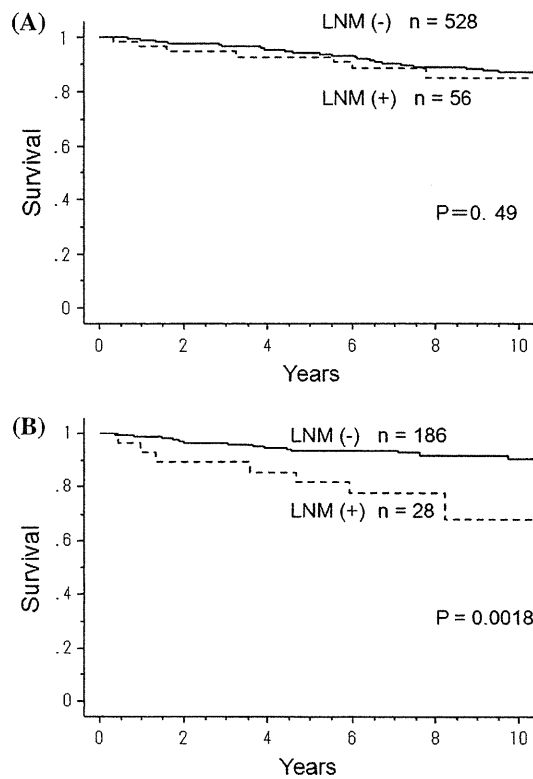 (A)
LNM (-) n = 528
1
LNM (+) n = 56
.8
.6
P=0. 49
.4
.2
0
Survival
0 2 4 6 8 10
Years
(B)
1
LNM (-) n = 186
.8
LNM (+) n = 28
.6
.4
P = 0.0018
.2
0
Survival
0 2 4 6 8 10
Years